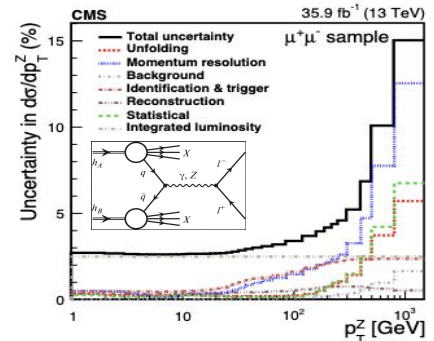 CMS 35.9 fb⁻¹ (13 TeV)
μ⁺μ⁻ sample
Total uncertainty
Unfolding
Momentum resolution
Background
Identification & trigger
Reconstruction
Statistical
Integrated luminosity
Uncertainty in dσ/dp_T^Z (%)
15
10
5
0
h_A
X
q
γ, Z
l⁻
q̄
h_B
X
l⁺
1 10 10² 10³
p_T^Z [GeV]